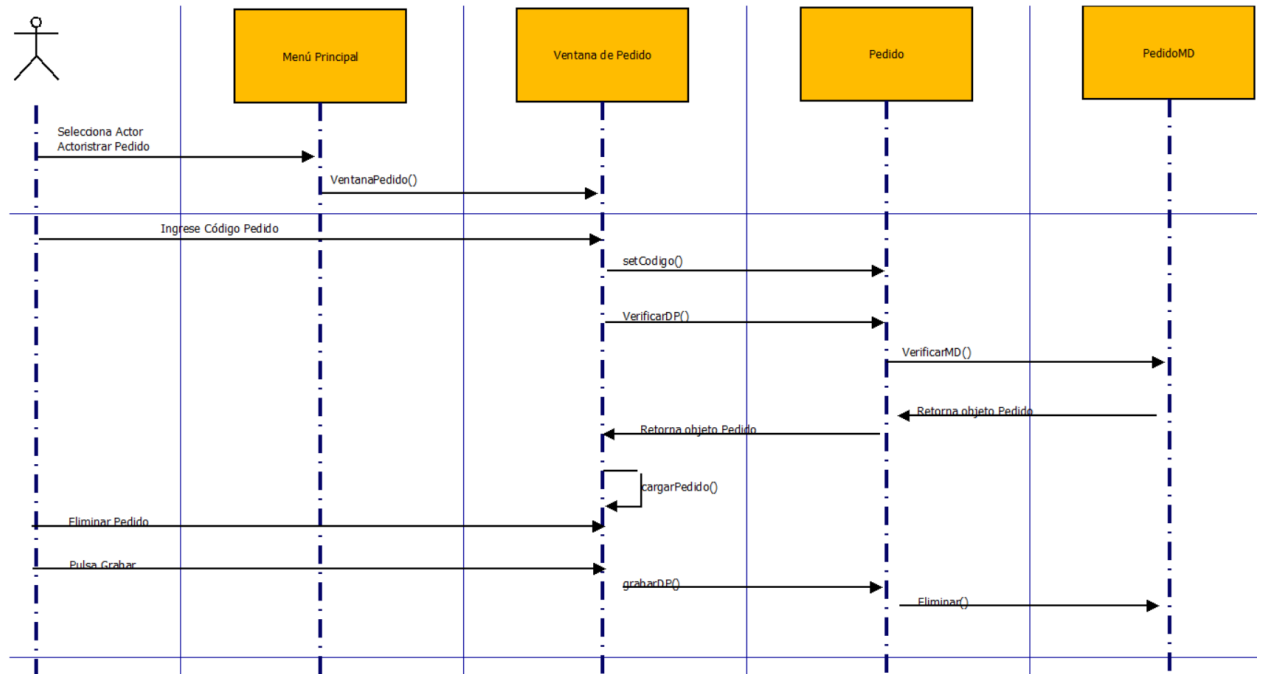 Menú Principal
Ventana de Pedido
Pedido
PedidoMD
Selecciona Actor
Actoristrar Pedido
VentanaPedido()
Ingrese Código Pedido
setCodigo()
VerificarDP()
VerificarMD()
Retorna objeto Pedido
Retorna objeto Pedido
cargarPedido()
Eliminar Pedido
Pulsa Grabar
grabarDP()
Eliminar()